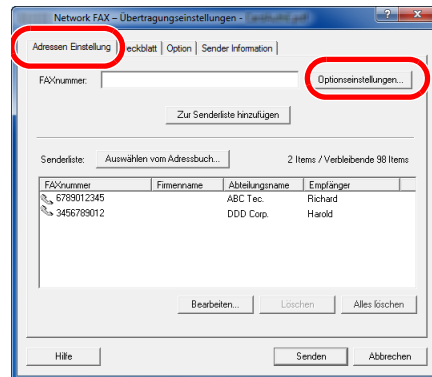 Network FAX – Übertragungseinstellungen -
Adressen Einstellung eckblatt Option Sender Information
FAXnummer: Optionseinstellungen...
Zur Senderliste hinzufügen
Senderliste: Auswählen vom Adressbuch... 2 Items / Verbleibende 98 Items
FAXnummer Firmenname Abteilungsname Empfänger
6789012345 ABC Tec. Richard
3456789012 DDD Corp. Harold
Bearbeiten... Löschen Alles löschen
Hilfe Senden Abbrechen